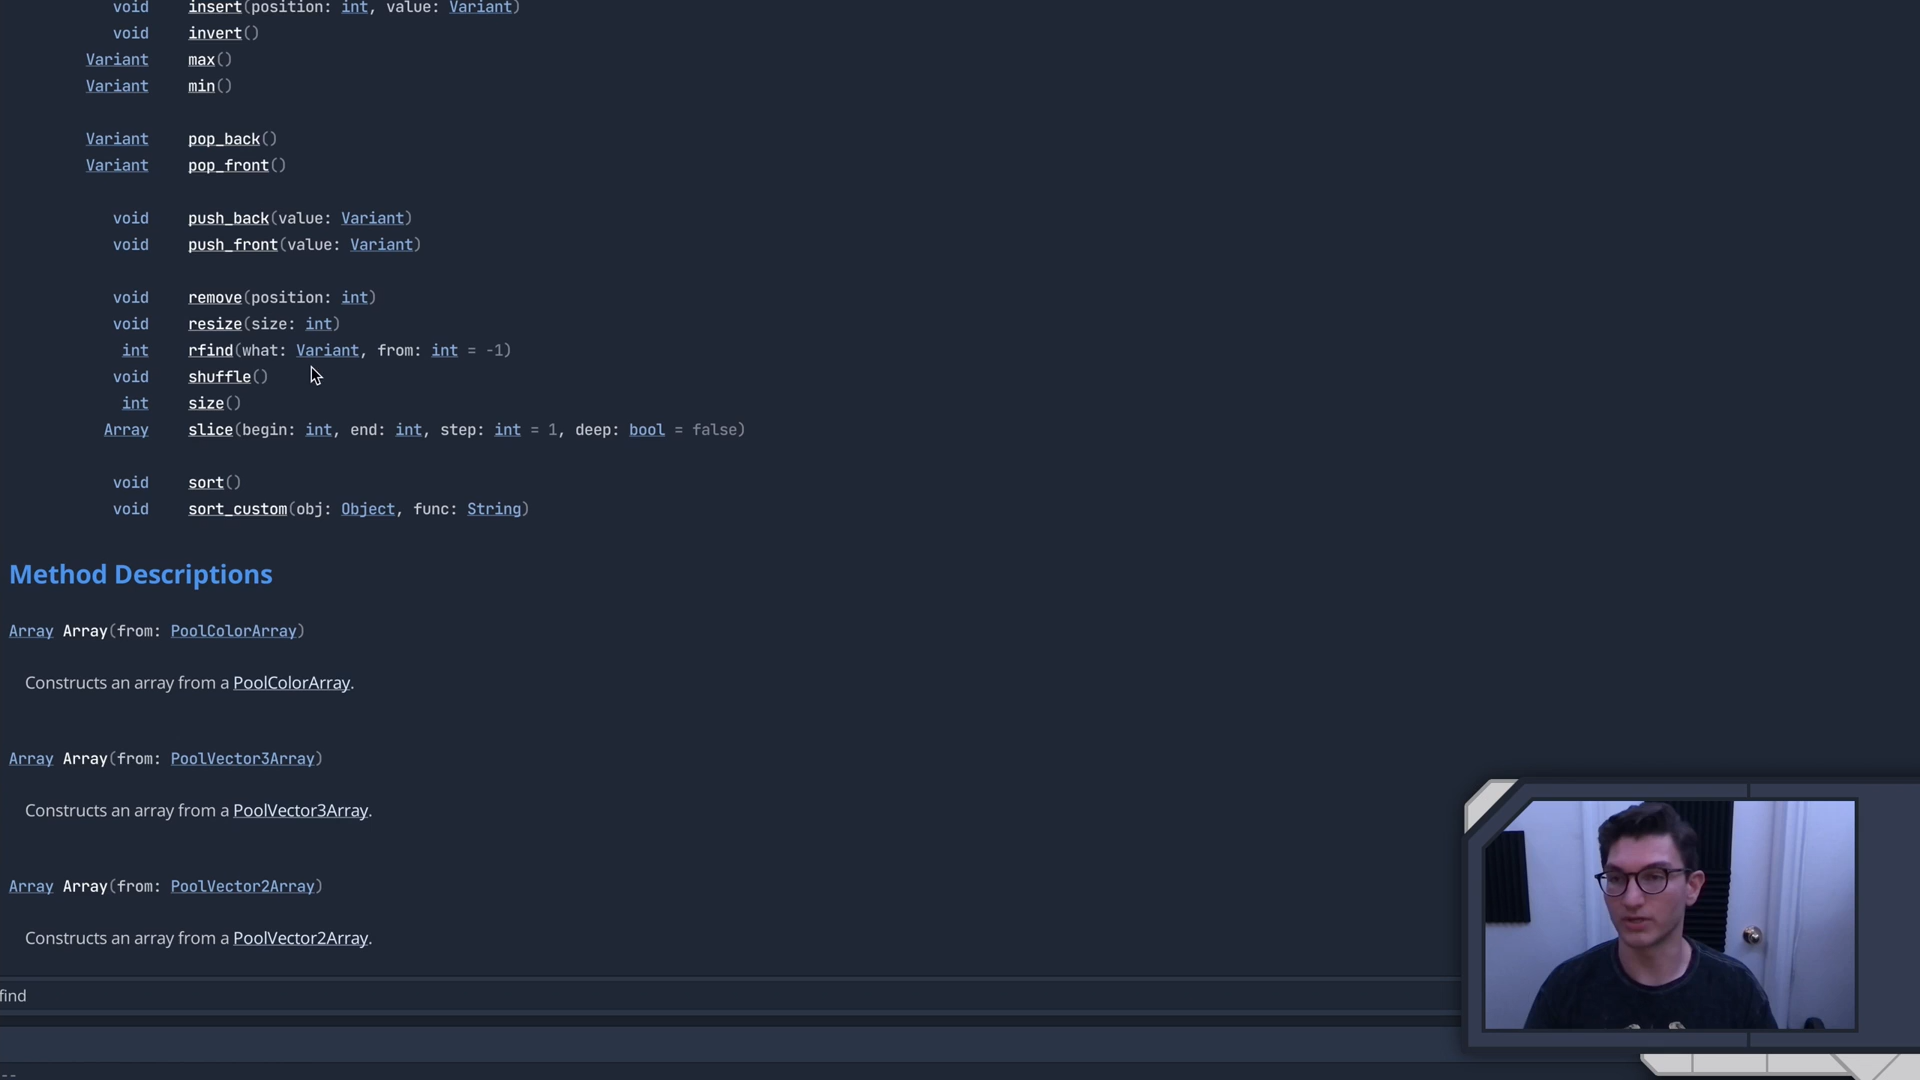 void insert(position: int, value: Variant)
void invert()
Variant max()
Variant min()
Variant pop_back()
Variant pop_front()
void push_back(value: Variant)
void push_front(value: Variant)
void remove(position: int)
void resize(size: int)
int rfind(what: Variant, from: int = -1)
void shuffle()
int size()
Array slice(begin: int, end: int, step: int = 1, deep: bool = false)
void sort()
void sort_custom(obj: Object, func: String)
Method Descriptions
Array Array(from: PoolColorArray)
Constructs an array from a PoolColorArray.
Array Array(from: PoolVector3Array)
Constructs an array from a PoolVector3Array.
Array Array(from: PoolVector2Array)
Constructs an array from a PoolVector2Array.
find
--